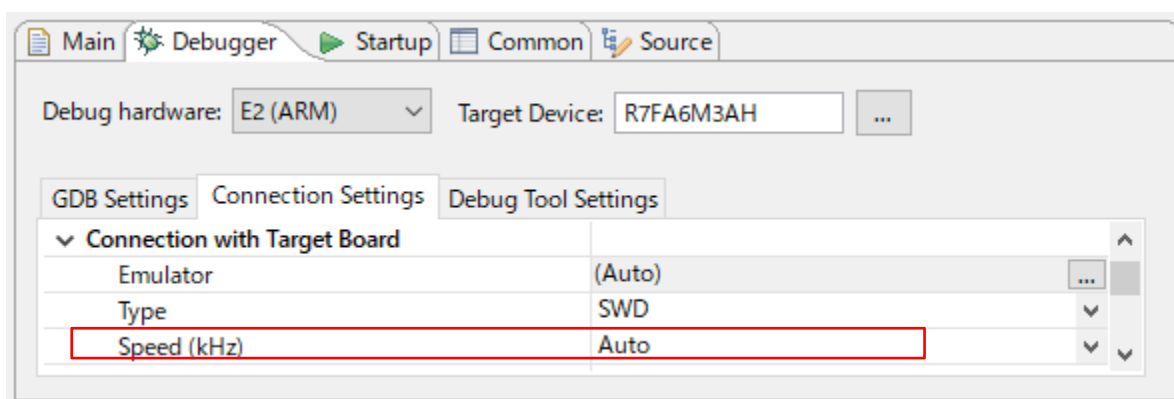 Main Debugger Startup Common Source
Debug hardware: E2 (ARM) Target Device: R7FA6M3AH ...
GDB Settings Connection Settings Debug Tool Settings
Connection with Target Board
Emulator (Auto) ...
Type SWD
Speed (kHz) Auto